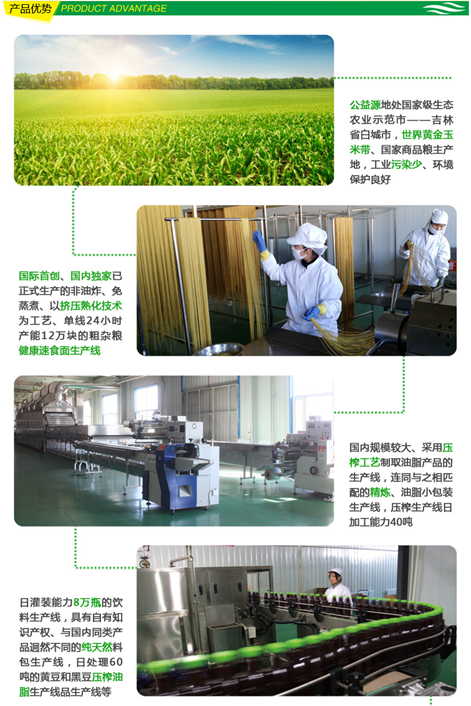 产品优势 PRODUCT ADVANTAGE
公益源地处国家级生态
农业示范市——吉林
省白城市，世界黄金玉
米带、国家商品粮主产
地，工业污染少、环境
保护良好
国际首创、国内独家已
正式生产的非油炸、免
蒸煮、以挤压熟化技术
为工艺、单线24小时
产能12万块的粗杂粮
健康速食面生产线
国内规模较大、采用压
榨工艺制取油脂产品的
生产线，连同与之相匹
配的精炼、油脂小包装
生产线，压榨生产线日
加工能力40吨
日灌装能力8万瓶的饮
料生产线，具有自有知
识产权、与国内同类产
品迥然不同的纯天然料
包生产线，日处理60
吨的黄豆和黑豆压榨油
脂生产线品生产线等